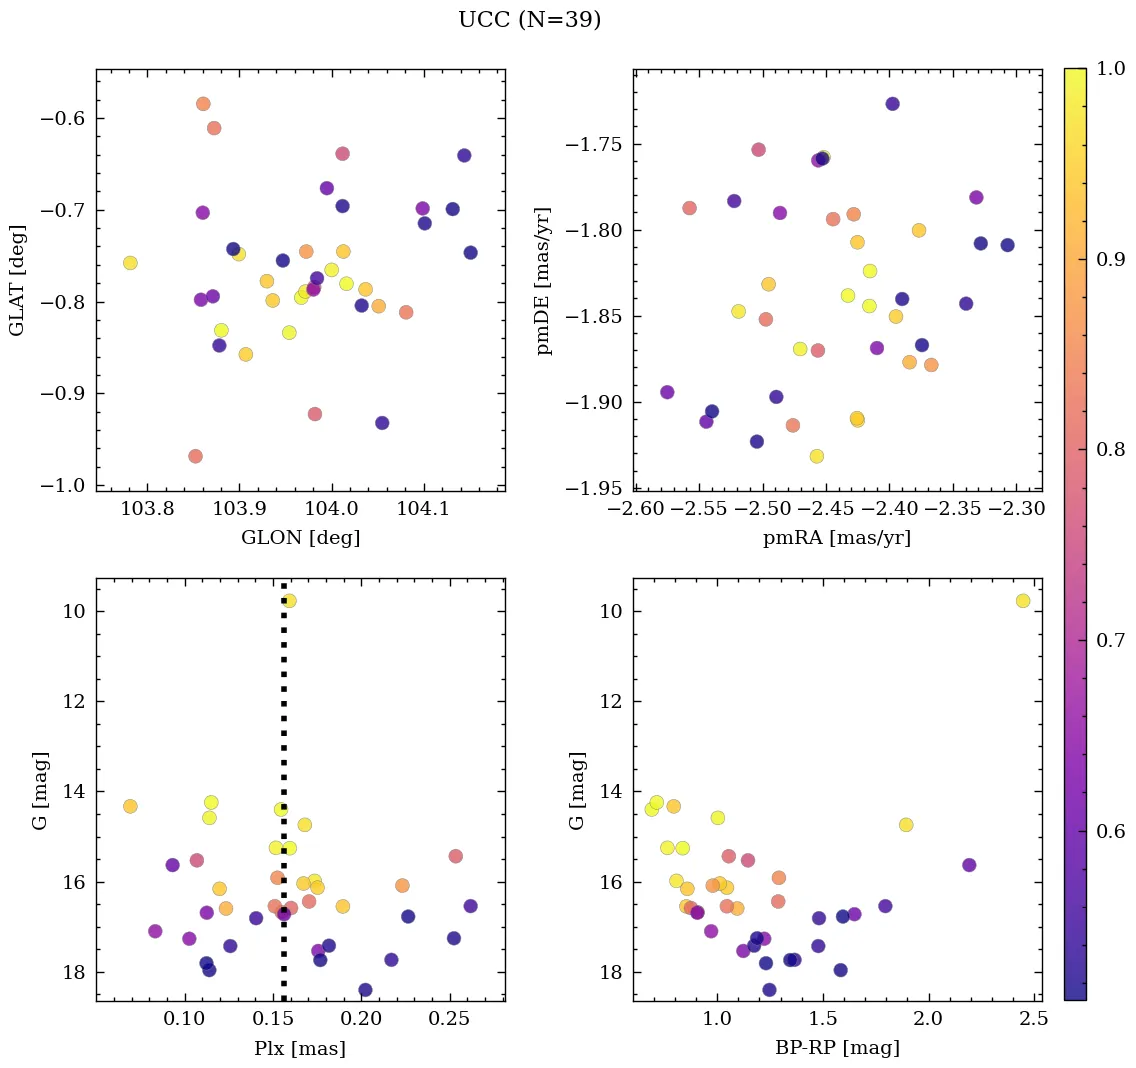 UCC (N=39)
−0.6
−0.7
−0.8
−0.9
−1.0
GLAT [deg]
103.8 103.9 104.0 104.1
GLON [deg]
−1.75
−1.80
−1.85
−1.90
−1.95
pmDE [mas/yr]
−2.60 −2.55 −2.50 −2.45 −2.40 −2.35 −2.30
pmRA [mas/yr]
10
12
14
16
18
G [mag]
0.10 0.15 0.20 0.25
Plx [mas]
10
12
14
16
18
G [mag]
1.0 1.5 2.0 2.5
BP-RP [mag]
1.0
0.9
0.8
0.7
0.6